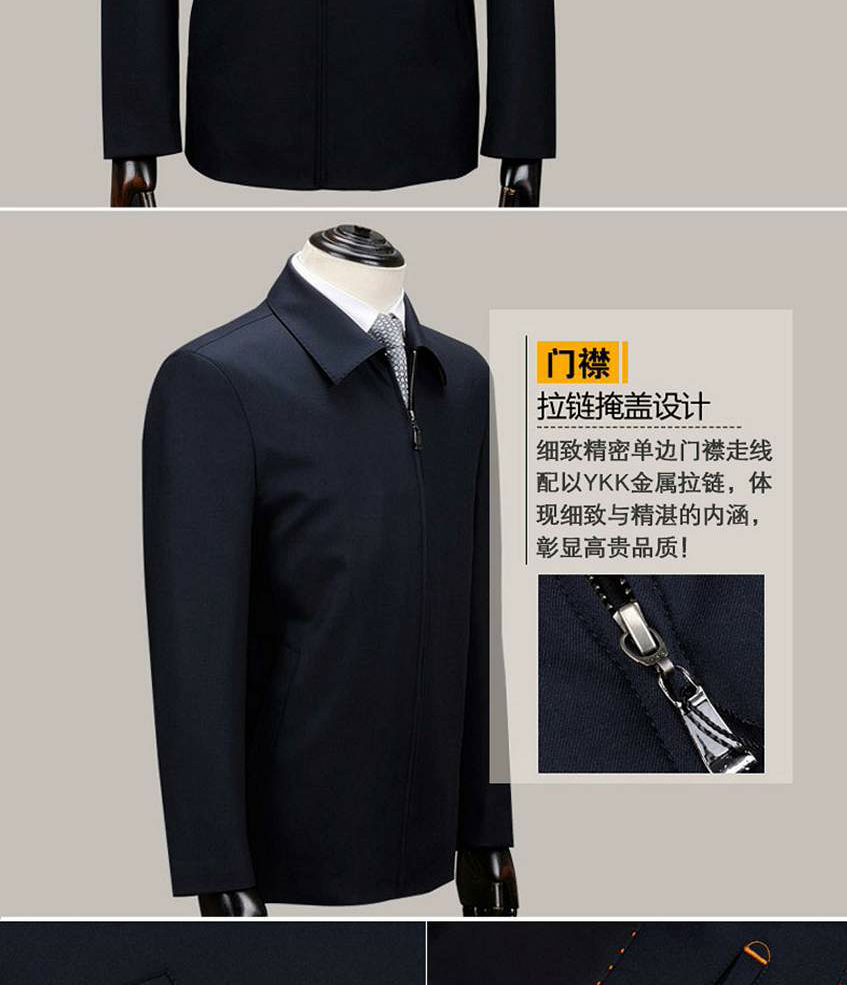 门襟
拉链掩盖设计
细致精密单边门襟走线
配以YKK金属拉链，体
现细致与精湛的内涵，
彰显高贵品质！